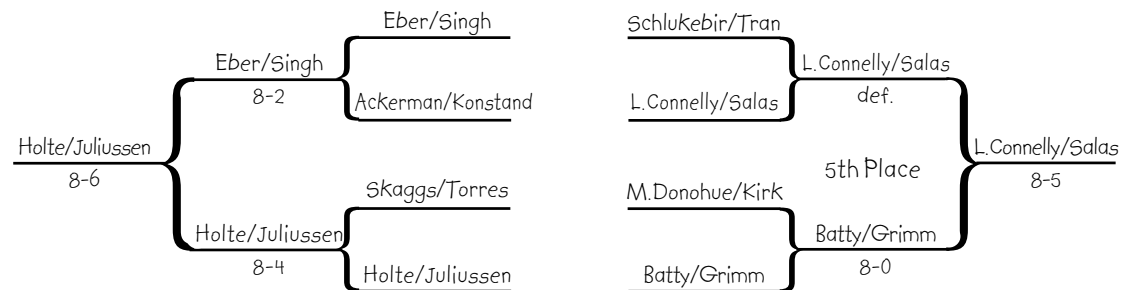 Eber/Singh
Eber/Singh
8-2
Ackerman/Konstand
Holte/Juliussen
8-6
Skaggs/Torres
Holte/Juliussen
8-4
Holte/Juliussen
Schlukebir/Tran
L.Connelly/Salas
def.
L.Connelly/Salas
5th Place
L.Connelly/Salas
8-5
M.Donohue/Kirk
Batty/Grimm
8-0
Batty/Grimm